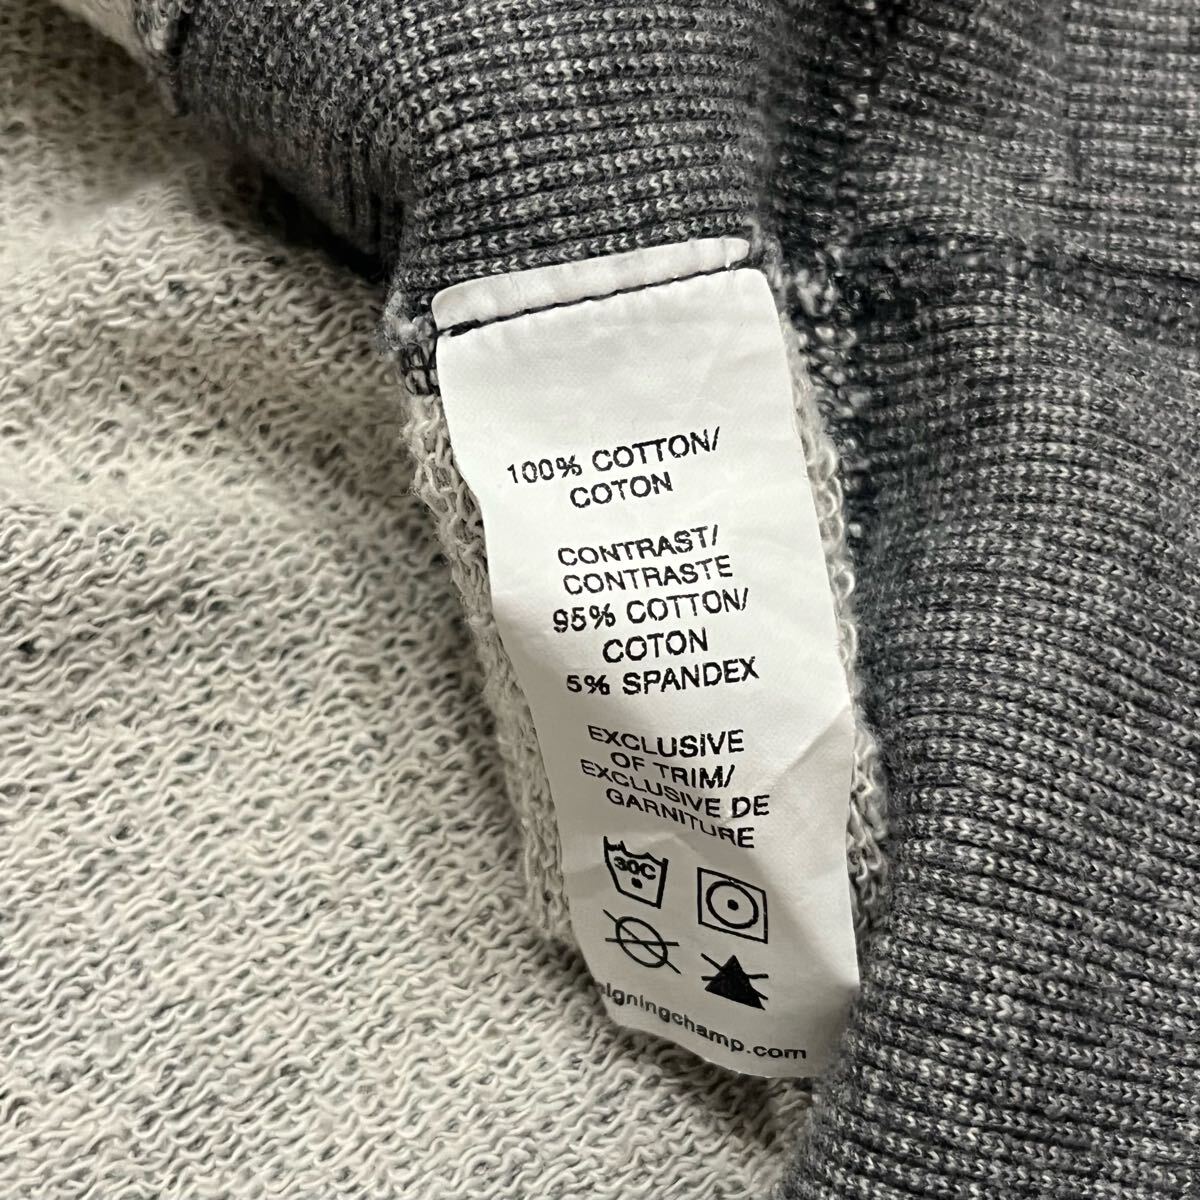 100% COTTON/
COTON
CONTRAST/
CONTRASTE
95% COTTON/
COTON
5% SPANDEX
EXCLUSIVE
OF TRIM/
EXCLUSIVE DE
GARNITURE
30C
eigningchamp.com